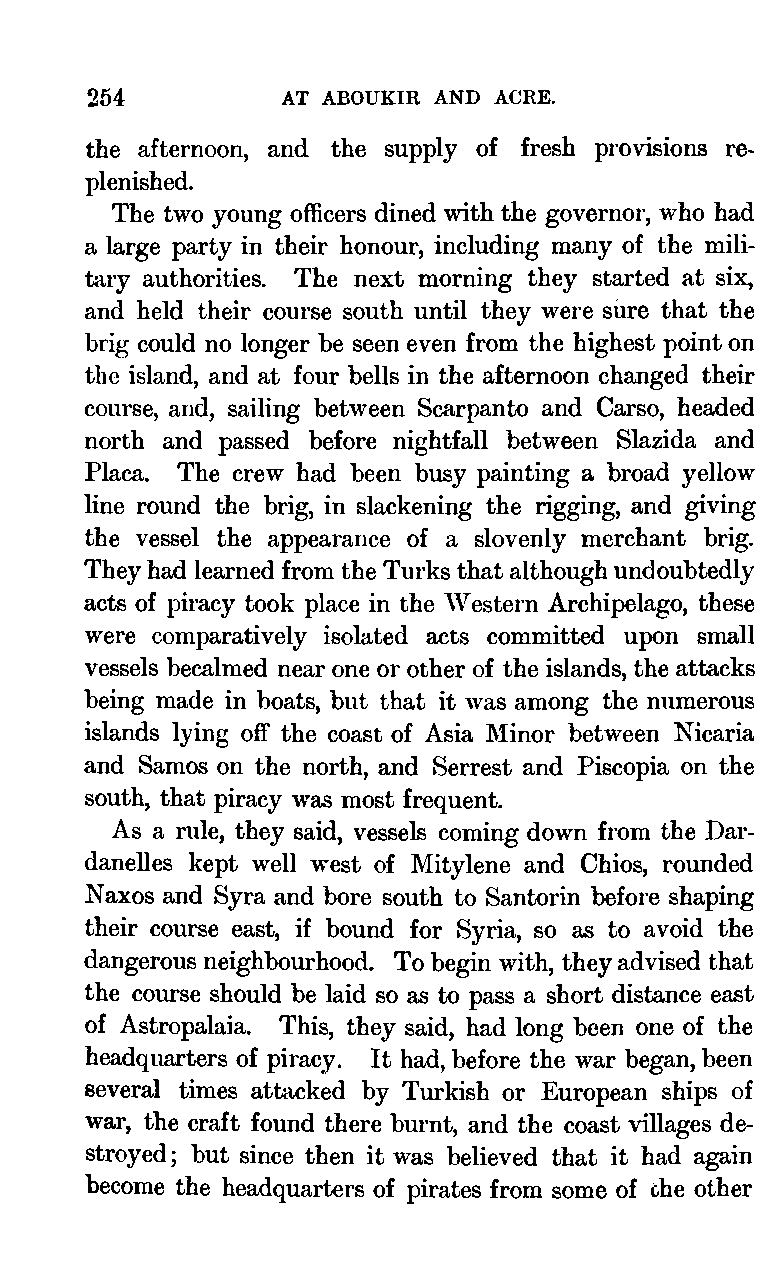 254 AT ABOUKIR AND ACRE.
the afternoon, and the supply of fresh provisions re-
plenished.
The two young officers dined with the governor, who had
a large party in their honour, including many of the mili-
tary authorities. The next morning they started at six,
and held their course south until they were sure that the
brig could no longer be seen even from the highest point on
the island, and at four bells in the afternoon changed their
course, and, sailing between Scarpanto and Carso, headed
north and passed before nightfall between Slazida and
Placa. The crew had been busy painting a broad yellow
line round the brig, in slackening the rigging, and giving
the vessel the appearance of a slovenly merchant brig.
They had learned from the Turks that although undoubtedly
acts of piracy took place in the Western Archipelago, these
were comparatively isolated acts committed upon small
vessels becalmed near one or other of the islands, the attacks
being made in boats, but that it was among the numerous
islands lying off the coast of Asia Minor between Nicaria
and Samos on the north, and Serrest and Piscopia on the
south, that piracy was most frequent.
As a rule, they said, vessels coming down from the Dar-
danelles kept well west of Mitylene and Chios, rounded
Naxos and Syra and bore south to Santorin before shaping
their course east, if bound for Syria, so as to avoid the
dangerous neighbourhood. To begin with, they advised that
the course should be laid so as to pass a short distance east
of Astropalaia. This, they said, had long been one of the
headquarters of piracy. It had, before the war began, been
several times attacked by Turkish or European ships of
war, the craft found there burnt, and the coast villages de-
stroyed; but since then it was believed that it had again
become the headquarters of pirates from some of the other